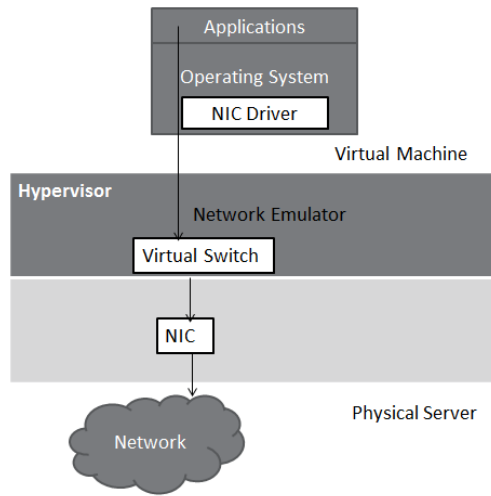 Applications
Operating System
NIC Driver
Virtual Machine
Hypervisor
Network Emulator
Virtual Switch
NIC
Physical Server
Network